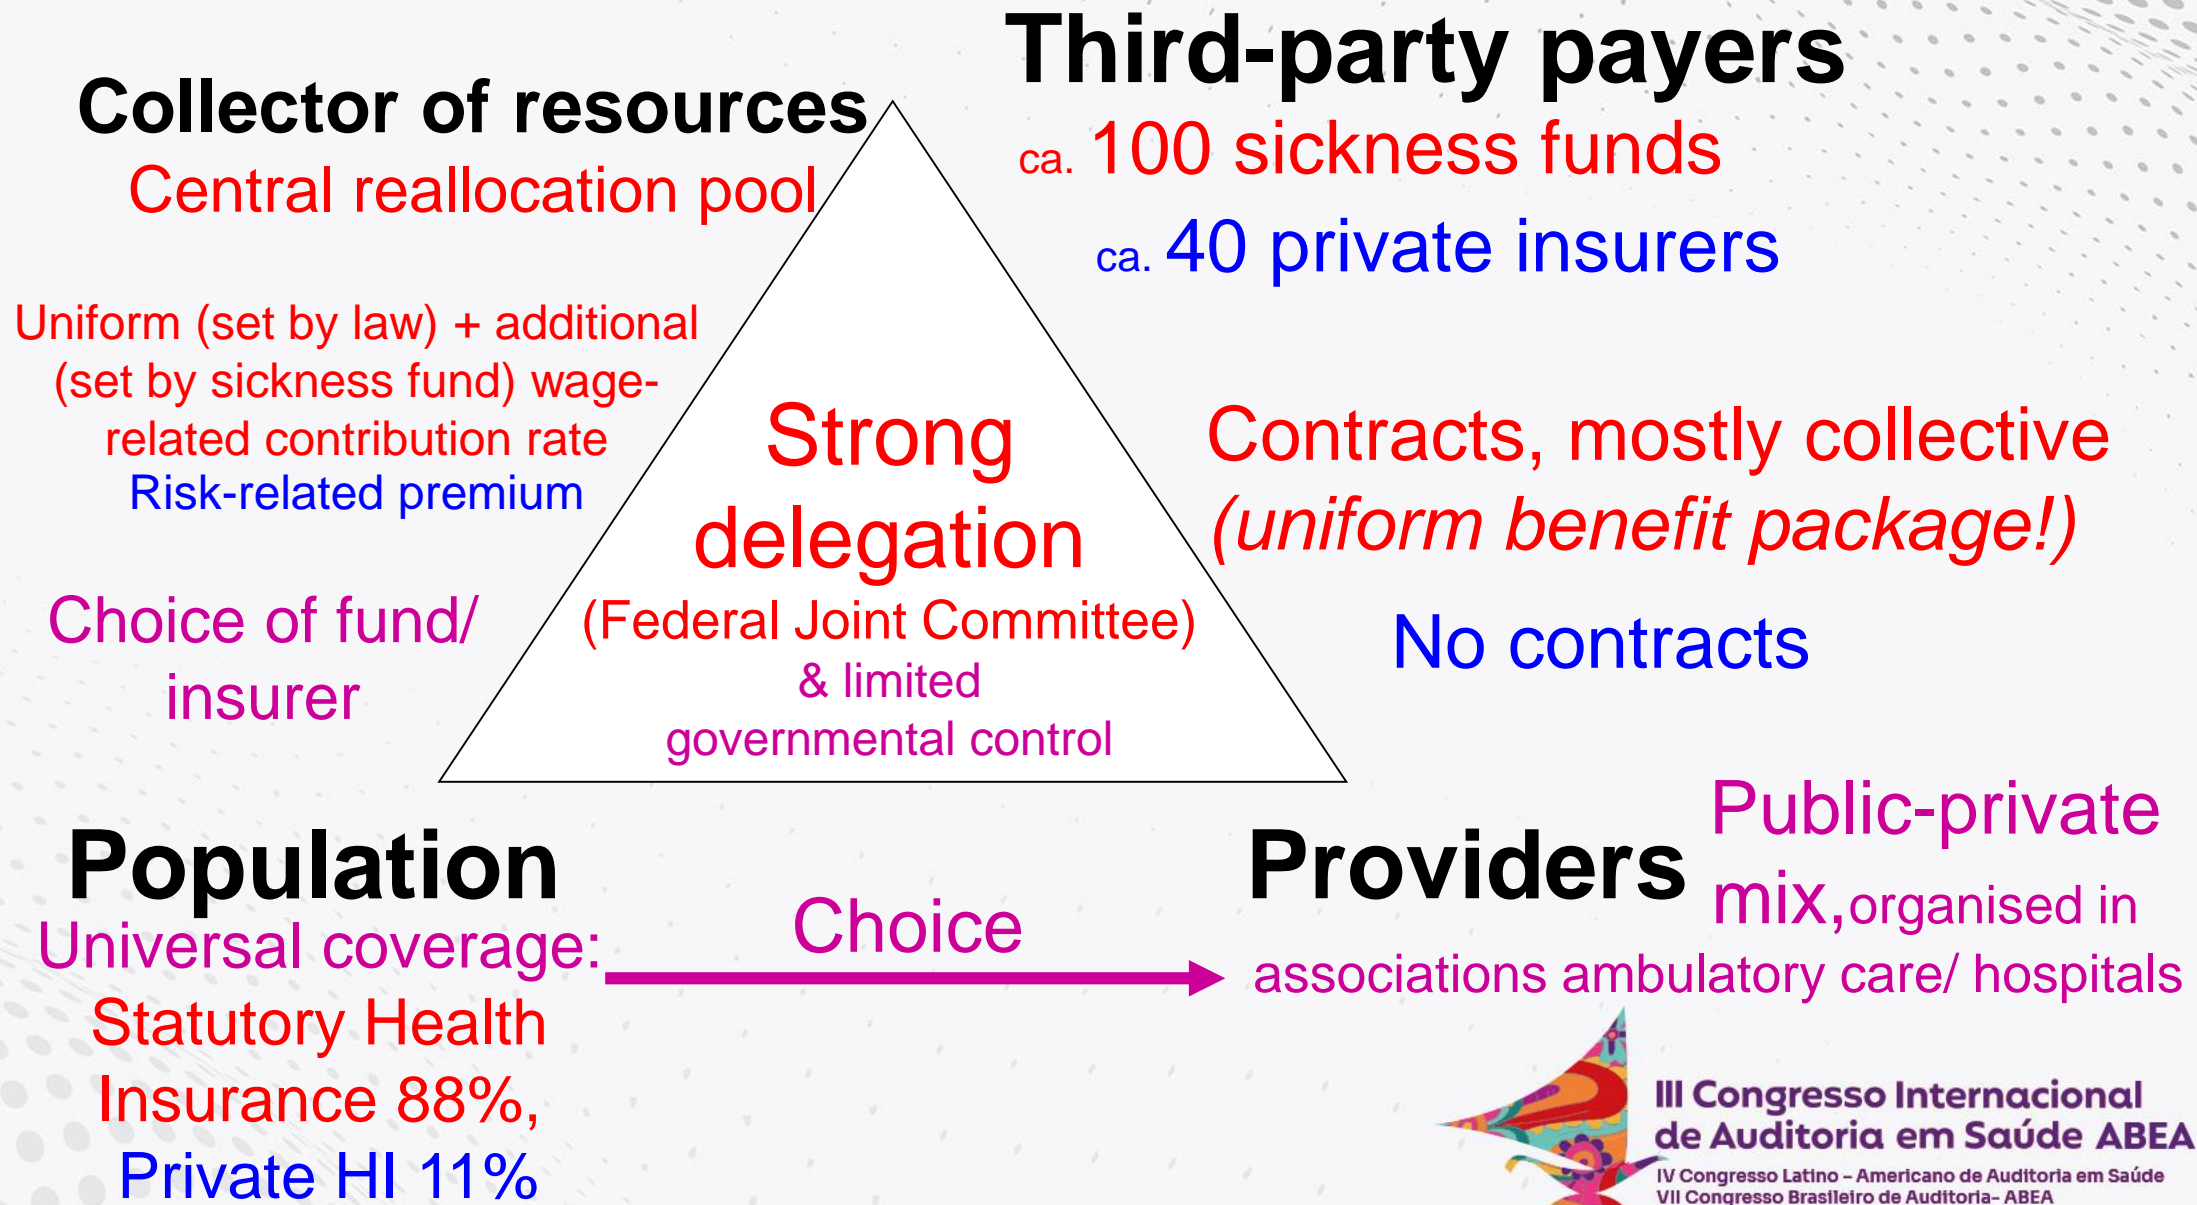 Collector of resources
Central reallocation pool
Third-party payers
ca. 100 sickness funds
ca. 40 private insurers
Uniform (set by law) + additional
(set by sickness fund) wage-
related contribution rate
Risk-related premium
Choice of fund/
insurer
Strong
delegation
(Federal Joint Committee)
& limited
governmental control
Contracts, mostly collective
(uniform benefit package!)
No contracts
Population
Universal coverage:
Statutory Health
Insurance 88%,
Private HI 11%
Choice
Providers
Public-private
mix, organised in
associations ambulatory care/ hospitals
III Congresso Internacional
de Auditoria em Saúde ABEA
IV Congresso Latino – Americano de Auditoria em Saúde
VII Congresso Brasileiro de Auditoria– ABEA